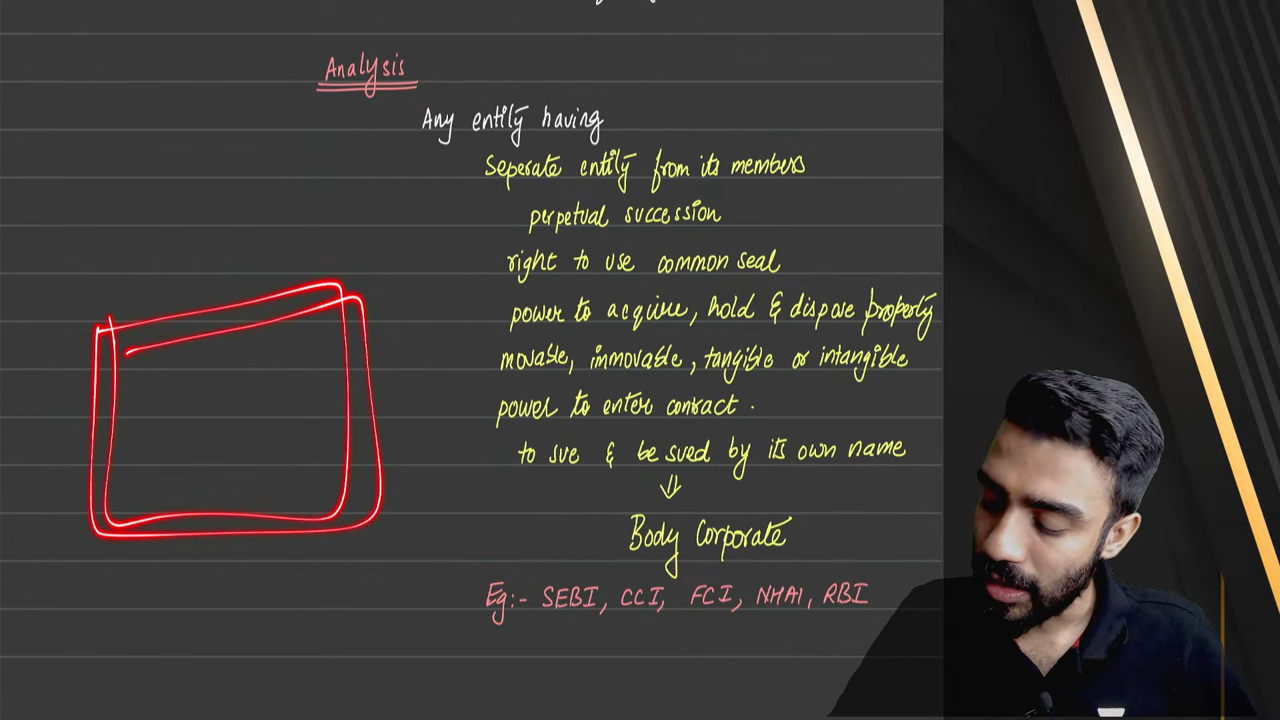 Analysis
Any entity having
Seperate entity from its members
perpetual succession
right to use common seal
power to acquire, hold & dispose property
movable, immovable, tangible or intangible
power to enter contract.
to sue & be sued by its own name
⇓
Body Corporate
Eg:- SEBI, CCI, FCI, NHAI, RBI